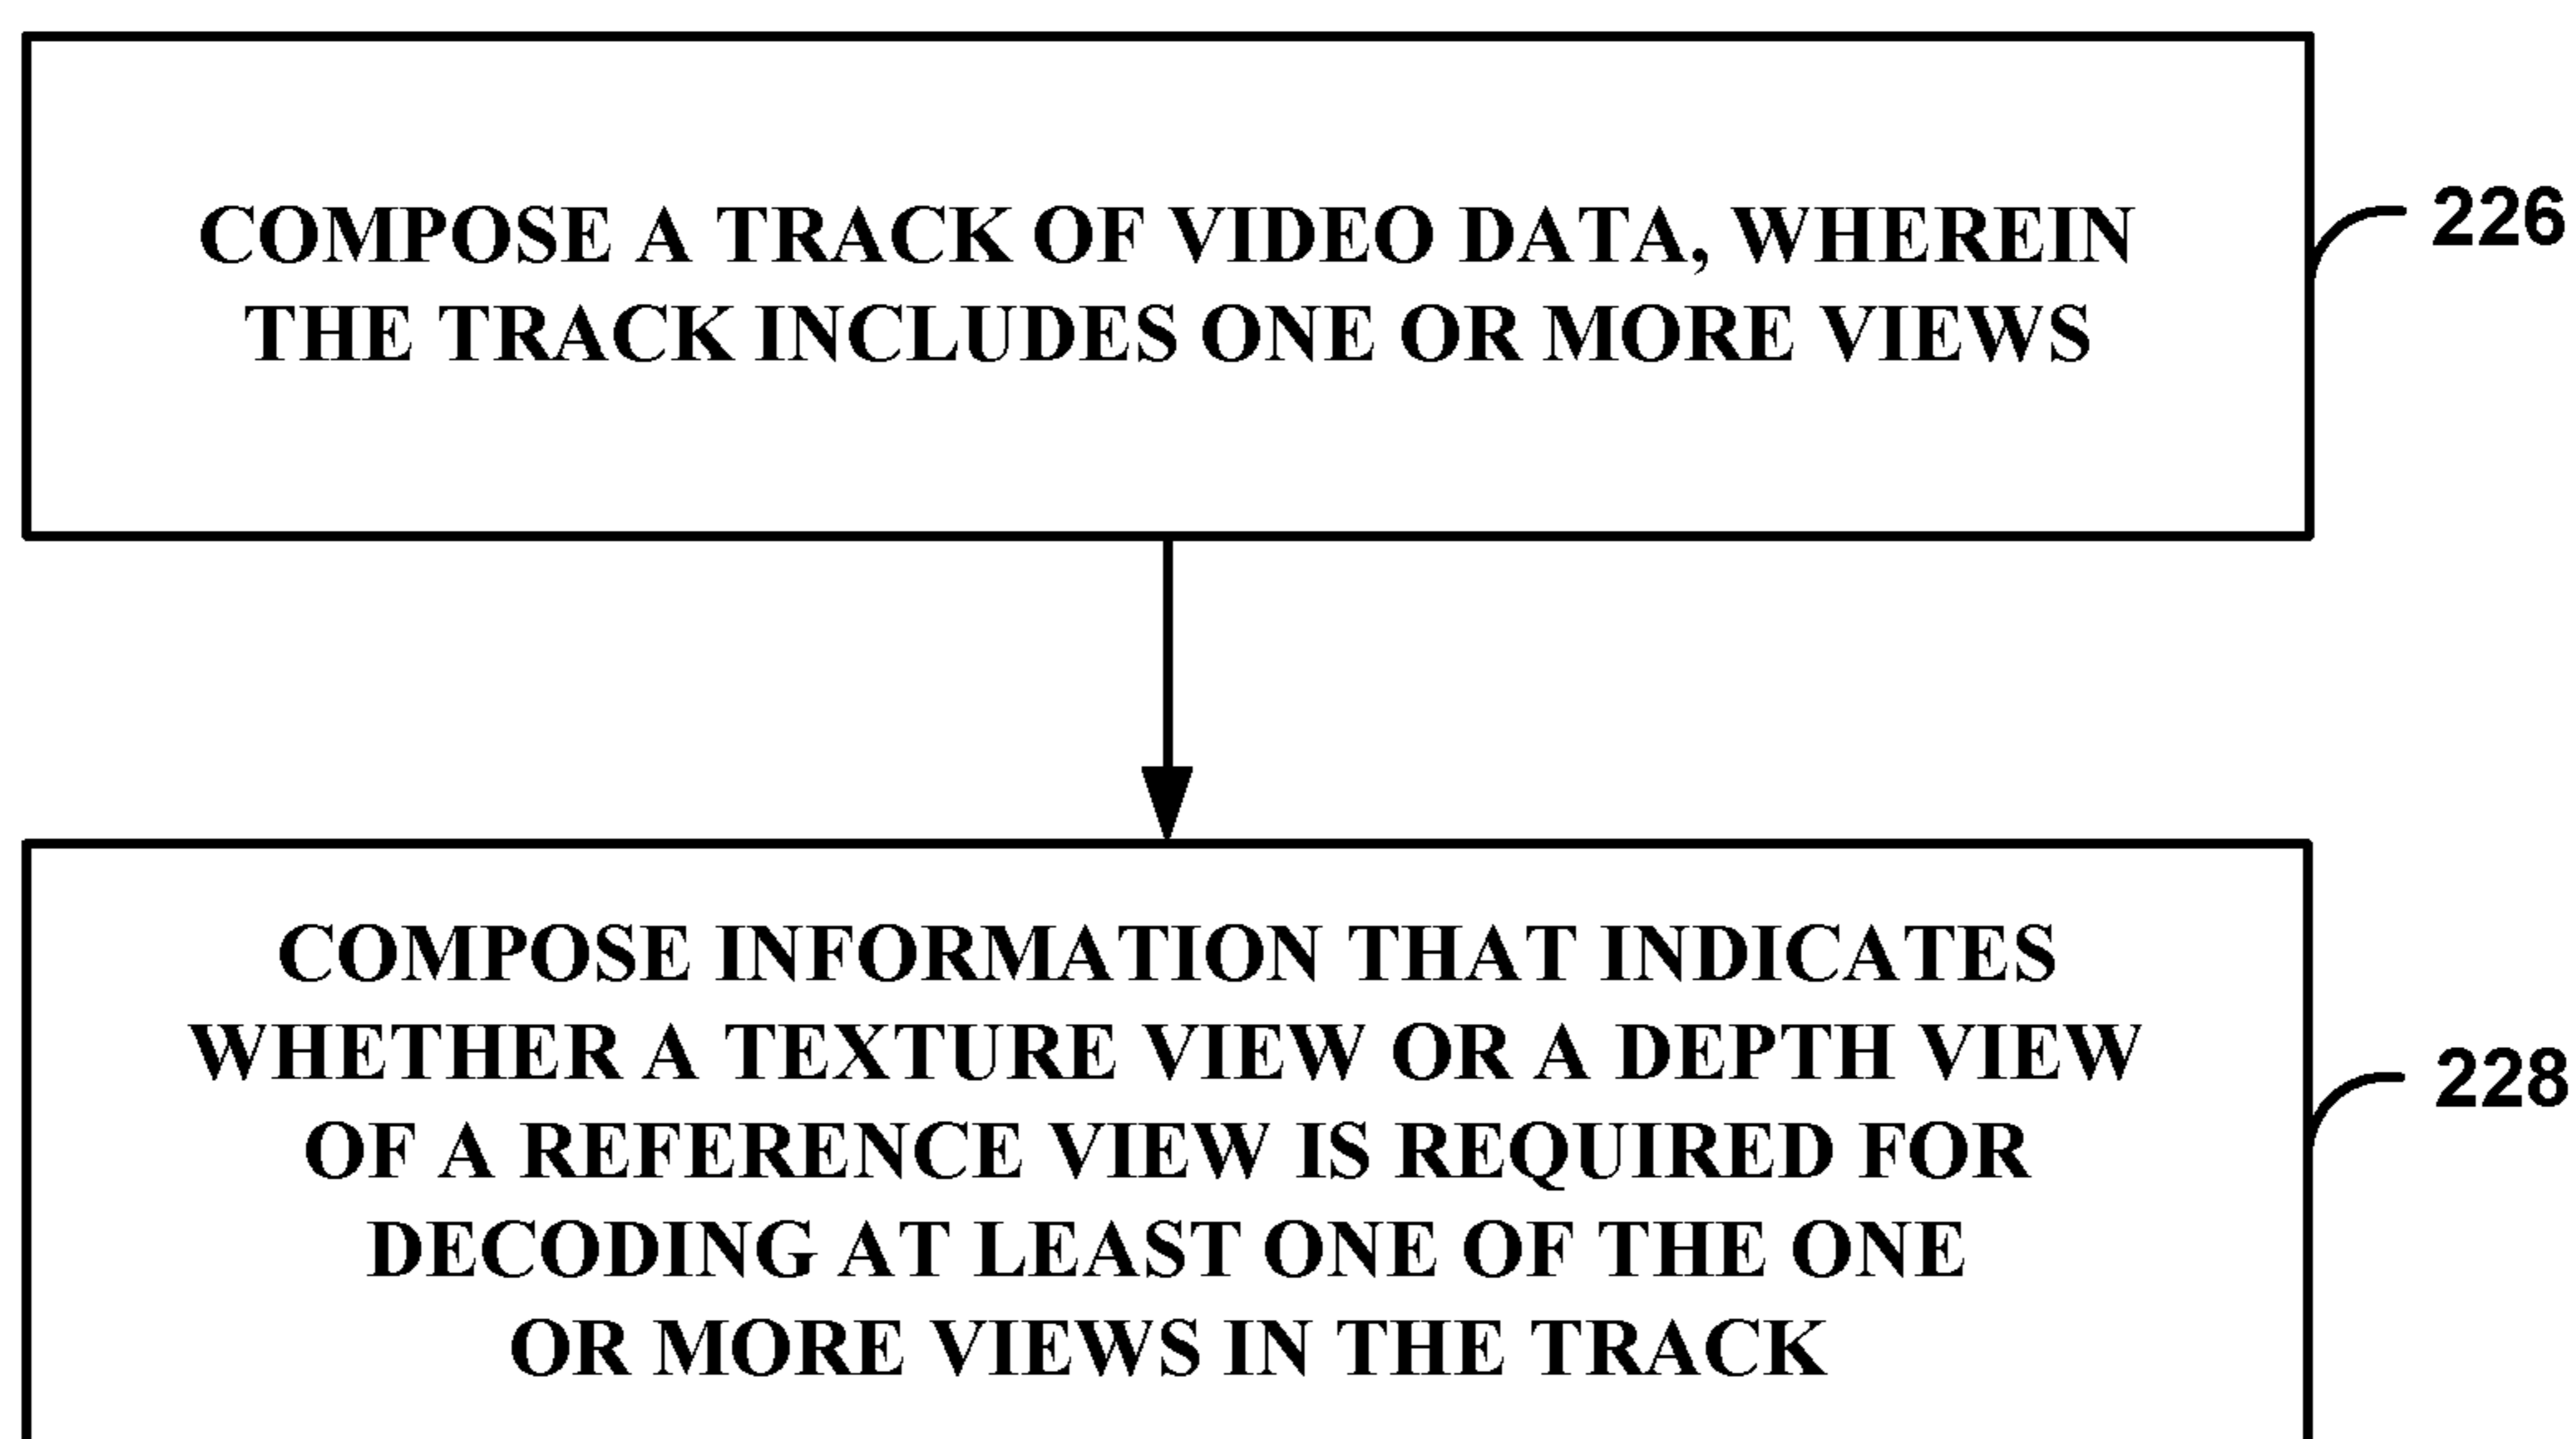 COMPOSE A TRACK OF VIDEO DATA, WHEREIN
THE TRACK INCLUDES ONE OR MORE VIEWS
226
COMPOSE INFORMATION THAT INDICATES
WHETHER A TEXTURE VIEW OR A DEPTH VIEW
OF A REFERENCE VIEW IS REQUIRED FOR
DECODING AT LEAST ONE OF THE ONE
OR MORE VIEWS IN THE TRACK
228